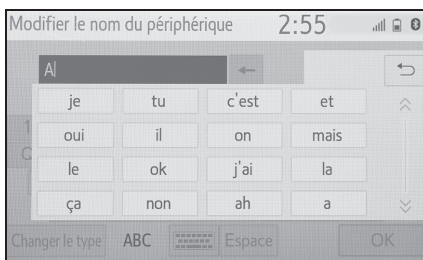 Modifier le nom du périphérique 2:55
A
je tu c'est et
oui il on mais
le ok j'ai la
ça non ah a
Changer le type ABC Espace OK